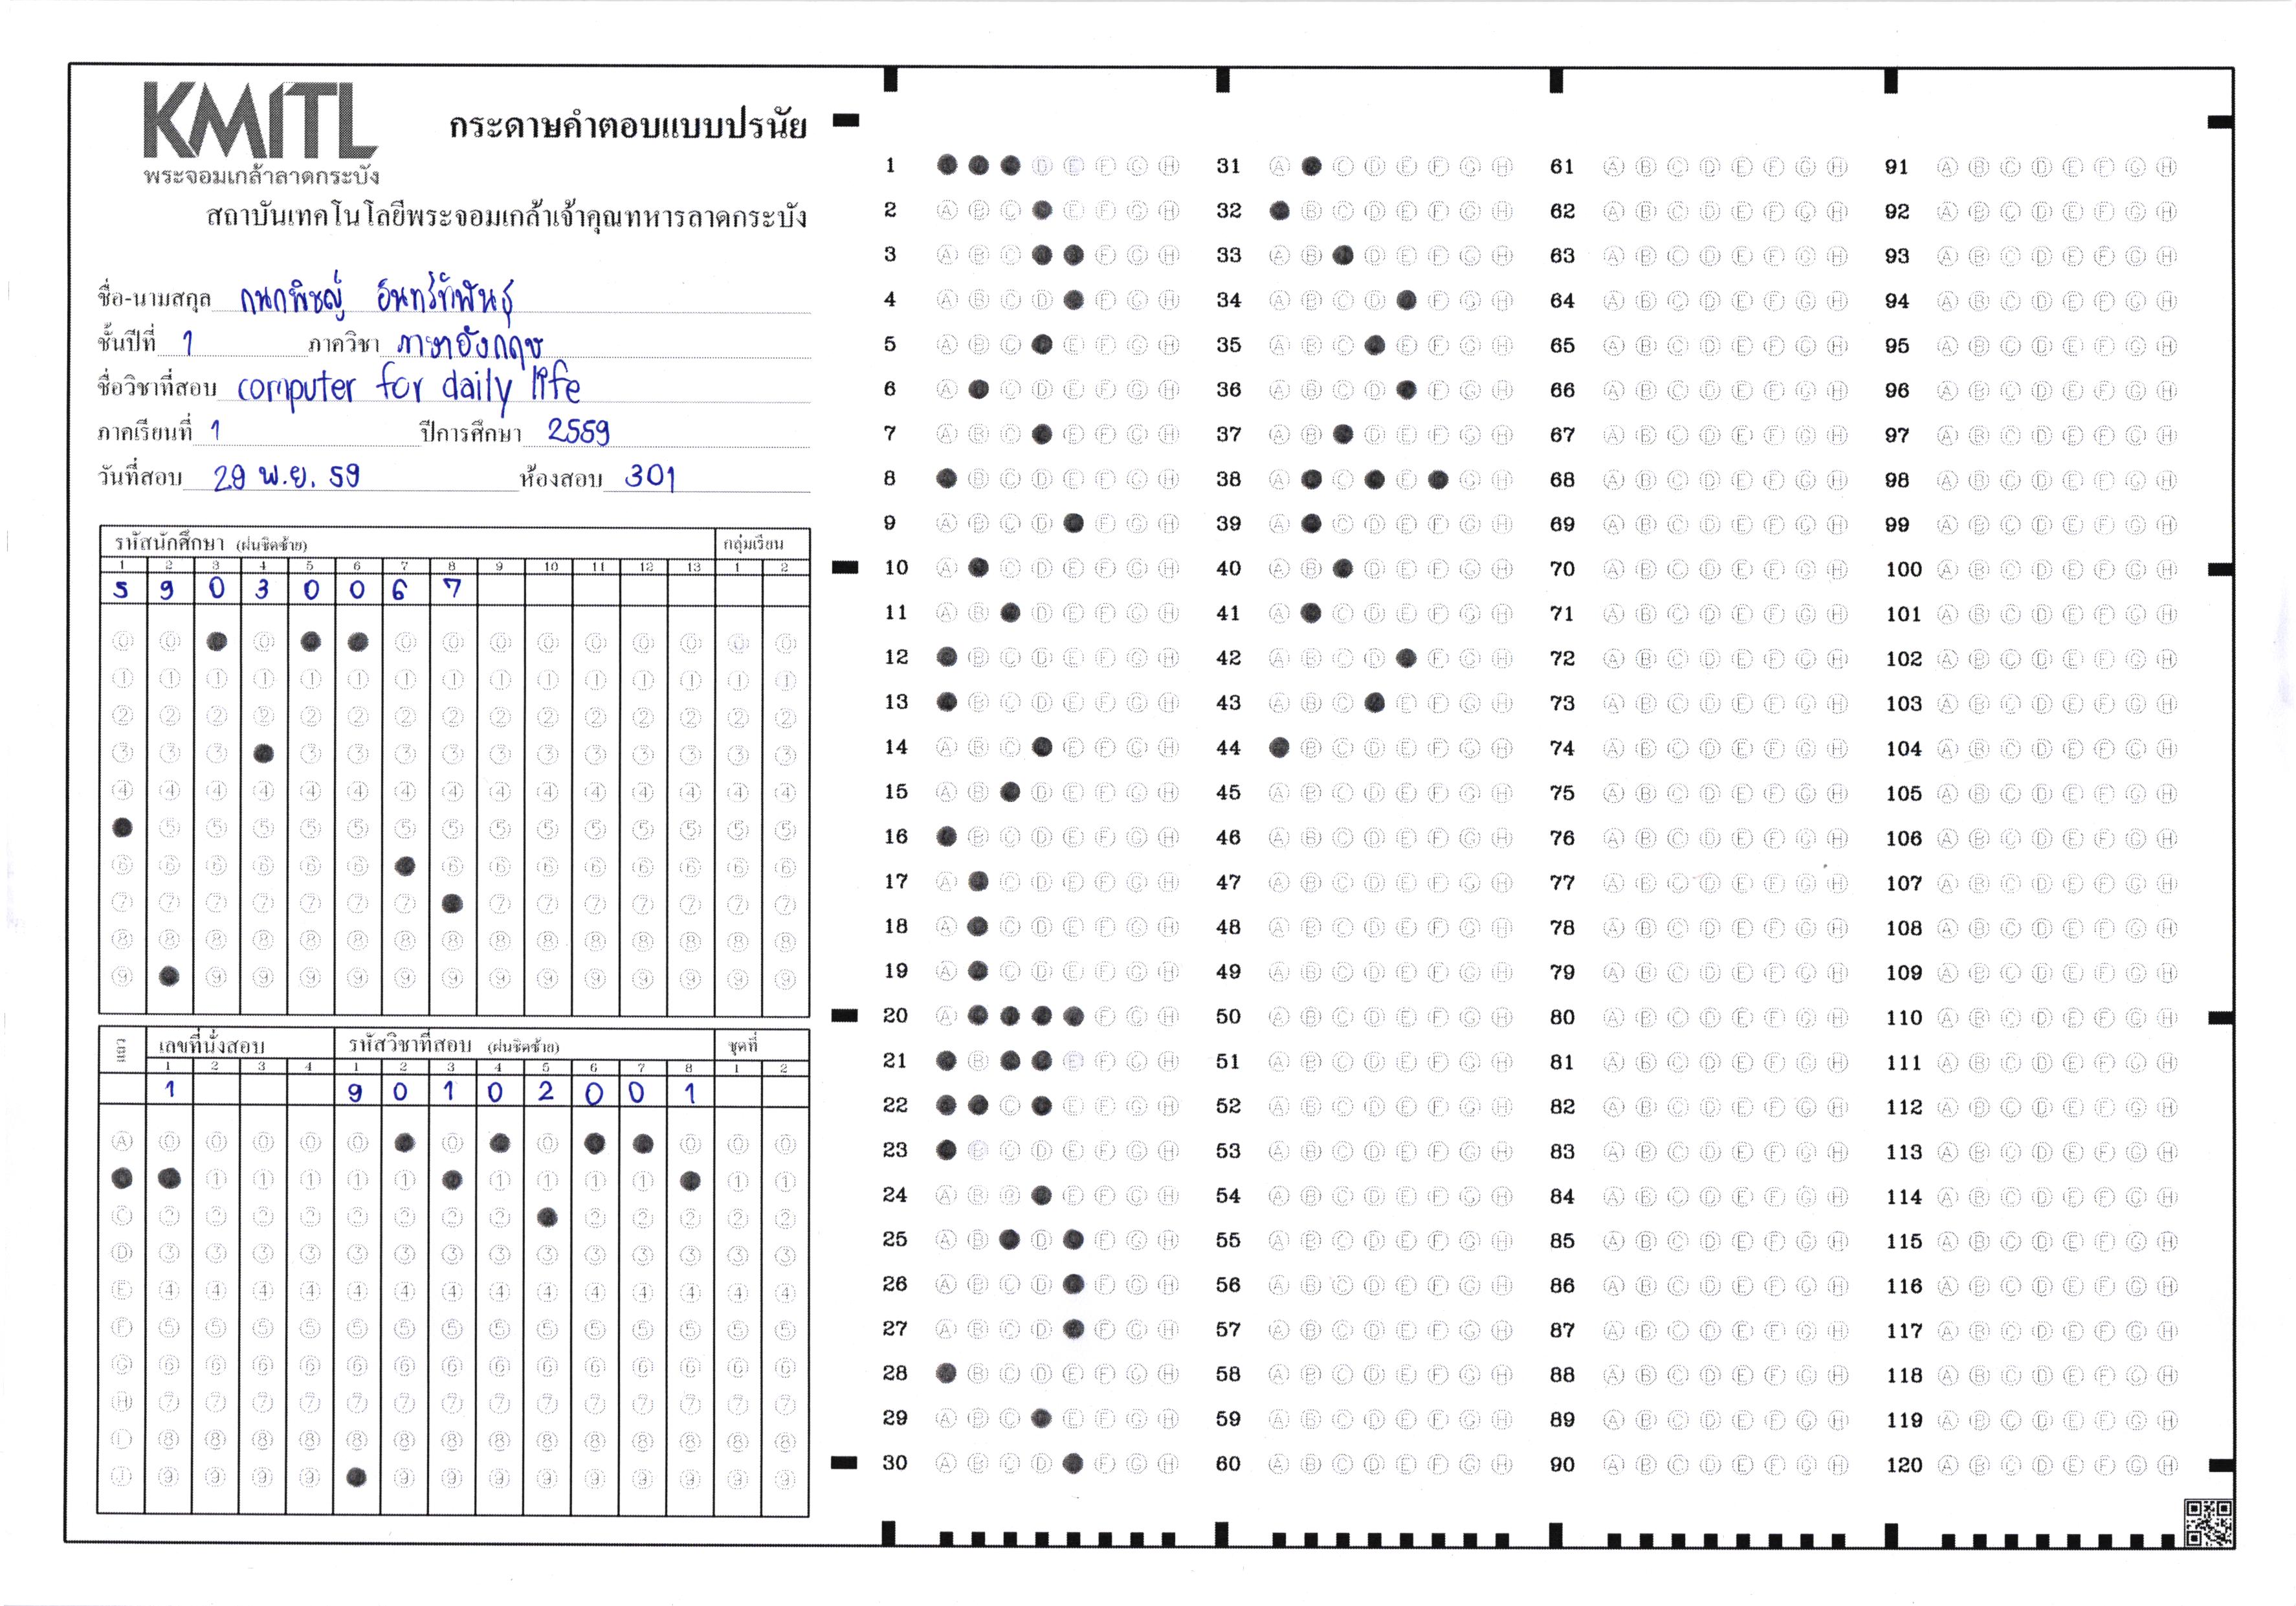 KMITL
พระจอมเกล้าลาดกระบัง
กระดาษคำตอบแบบปรนัย
สถาบันเทคโนโลยีพระจอมเกล้าเจ้าคุณทหารลาดกระบัง
ชื่อ-นามสกุล กนกพิชญ์
ชั้นปีที่ 1 ภาควิชา ภาษาอังกฤษ
ชื่อวิชาที่สอบ computer for daily life
ภาคเรียนที่ 1 ปีการศึกษา 2559
วันที่สอบ 29 พ.ย. 59 ห้องสอบ 301
รหัสนักศึกษา (ฝนชิดซ้าย) กลุ่มเรียน
1 2 3 4 5 6 7 8 9 10 11 12 13 1 2
5 9 0 3 0 0 6 7
แถว เลขที่นั่งสอบ รหัสวิชาที่สอบ (ฝนชิดซ้าย) ชุดที่
1 2 3 4 1 2 3 4 5 6 7 8 1 2
1 9 0 1 0 2 0 0 1
1 31 61 91
2 32 62 92
3 33 63 93
4 34 64 94
5 35 65 95
6 36 66 96
7 37 67 97
8 38 68 98
9 39 69 99
10 40 70 100
11 41 71 101
12 42 72 102
13 43 73 103
14 44 74 104
15 45 75 105
16 46 76 106
17 47 77 107
18 48 78 108
19 49 79 109
20 50 80 110
21 51 81 111
22 52 82 112
23 53 83 113
24 54 84 114
25 55 85 115
26 56 86 116
27 57 87 117
28 58 88 118
29 59 89 119
30 60 90 120